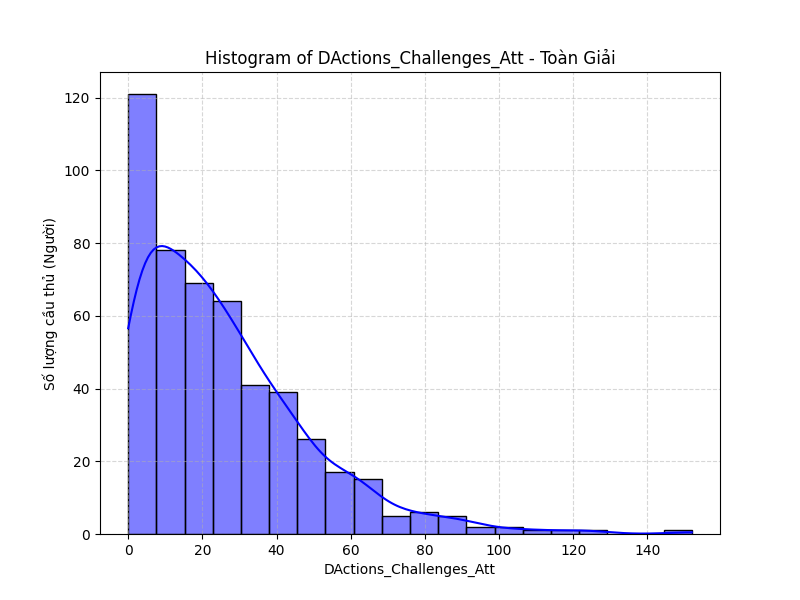 Histogram of DActions_Challenges_Att - Toàn Giải
Số lượng cầu thủ (Người)
120
100
80
60
40
20
0
0 20 40 60 80 100 120 140
DActions_Challenges_Att